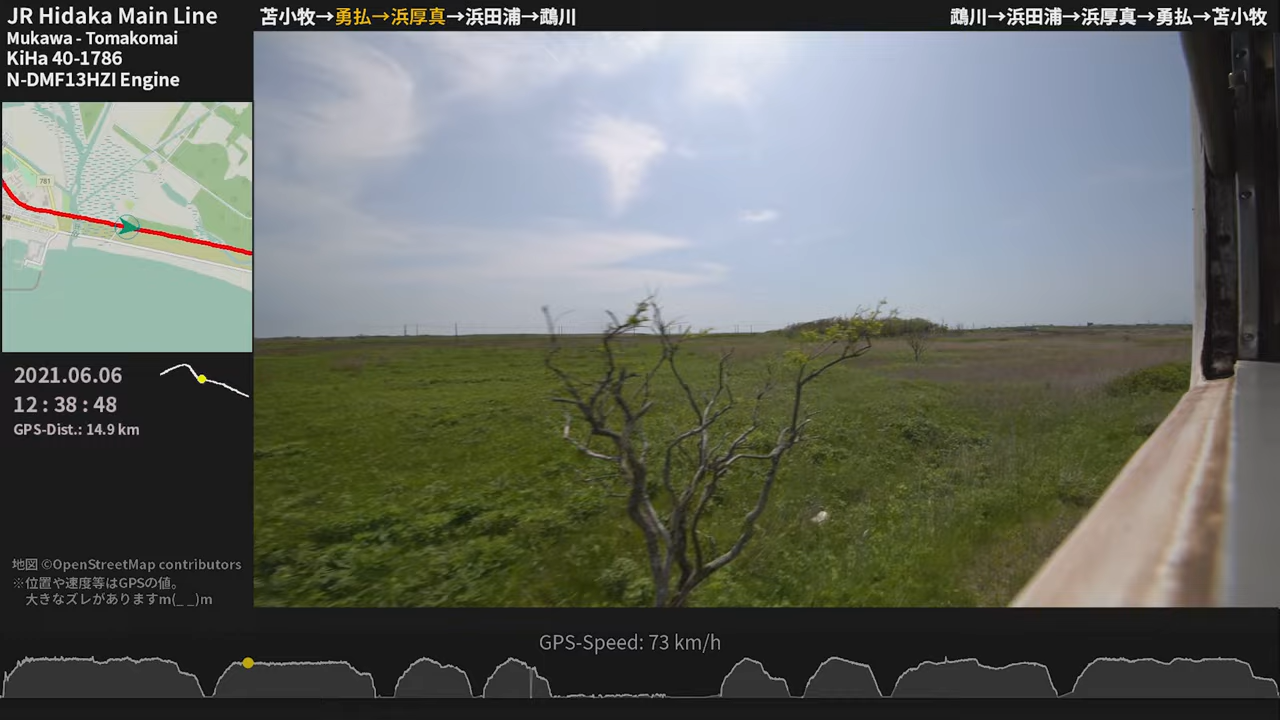 JR Hidaka Main Line
Mukawa - Tomakomai
KiHa 40-1786
N-DMF13HZI Engine
苫小牧→勇払→浜厚真→浜田浦→鵡川
鵡川→浜田浦→浜厚真→勇払→苫小牧
781
2021.06.06
12 : 38 : 48
GPS-Dist.: 14.9 km
地図 ©OpenStreetMap contributors
※位置や速度等はGPSの値。
大きなズレがありますm(_ _)m
GPS-Speed: 73 km/h